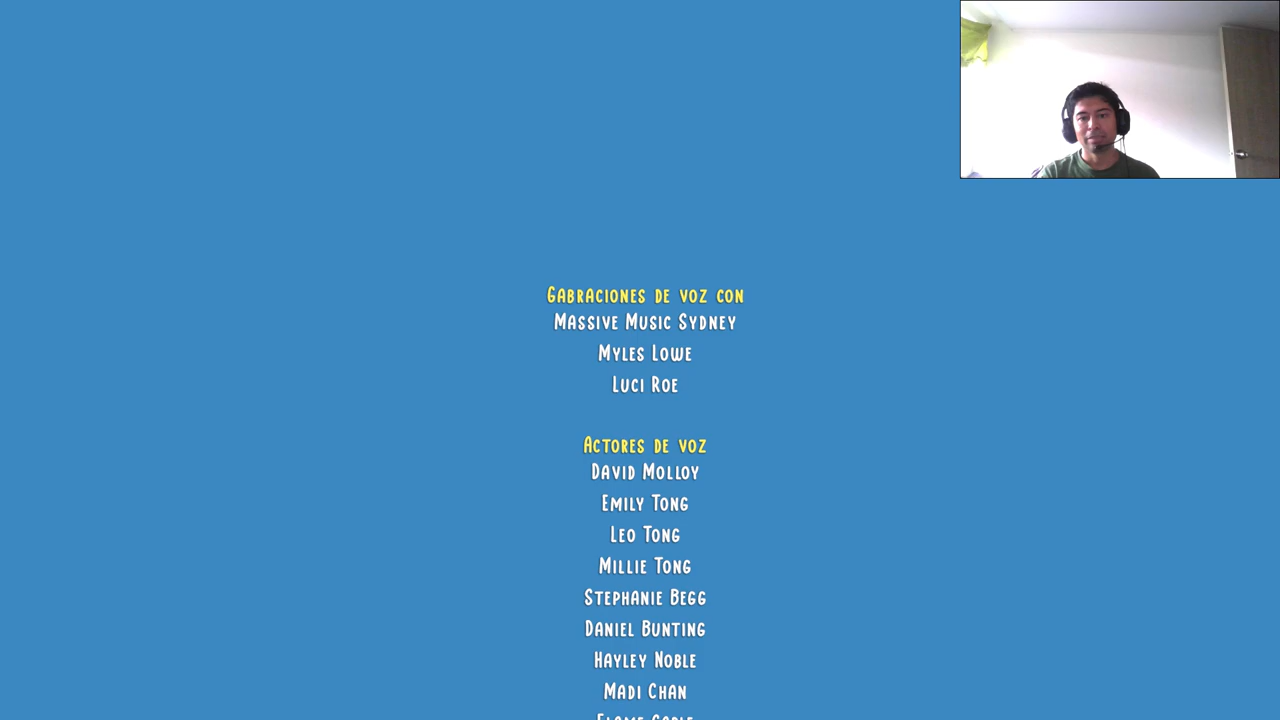 Gabraciones de voz con
Massive Music Sydney
Myles Lowe
Luci Roe
Actores de voz
David Molloy
Emily Tong
Leo Tong
Millie Tong
Stephanie Begg
Daniel Bunting
Hayley Noble
Madi Chan